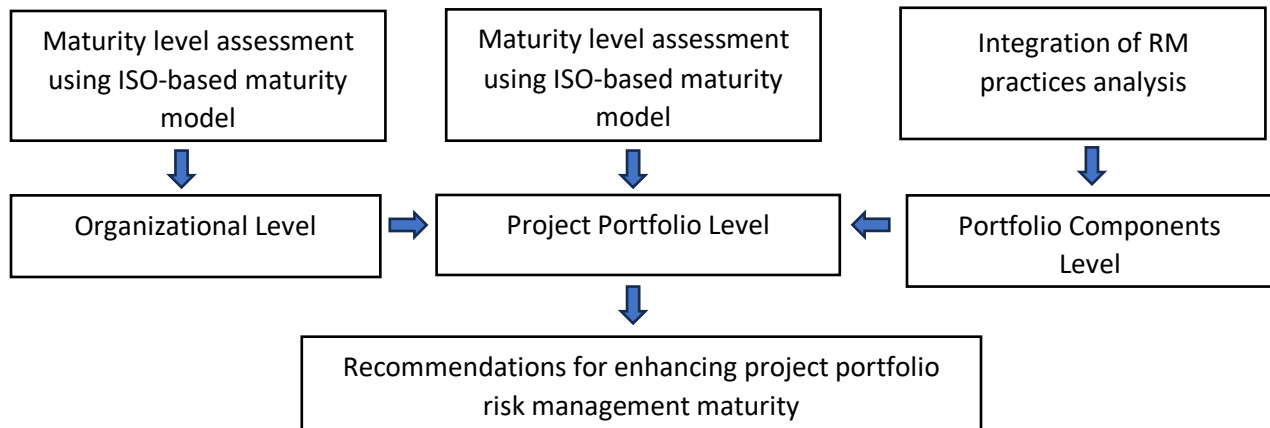 Maturity level assessment
using ISO-based maturity
model
Maturity level assessment
using ISO-based maturity
model
Integration of RM
practices analysis
Organizational Level
Project Portfolio Level
Portfolio Components
Level
Recommendations for enhancing project portfolio
risk management maturity